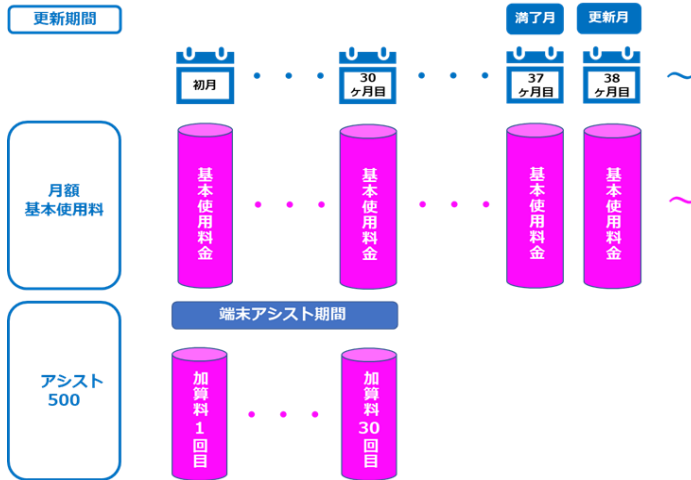 更新期間
満了月
更新月
初月
30
ヶ月目
37
ヶ月目
38
ヶ月目
～
月額
基本使用料
基本使用料金
基本使用料金
基本使用料金
基本使用料金
～
端末アシスト期間
アシスト
500
加算料1回目
加算料30回目